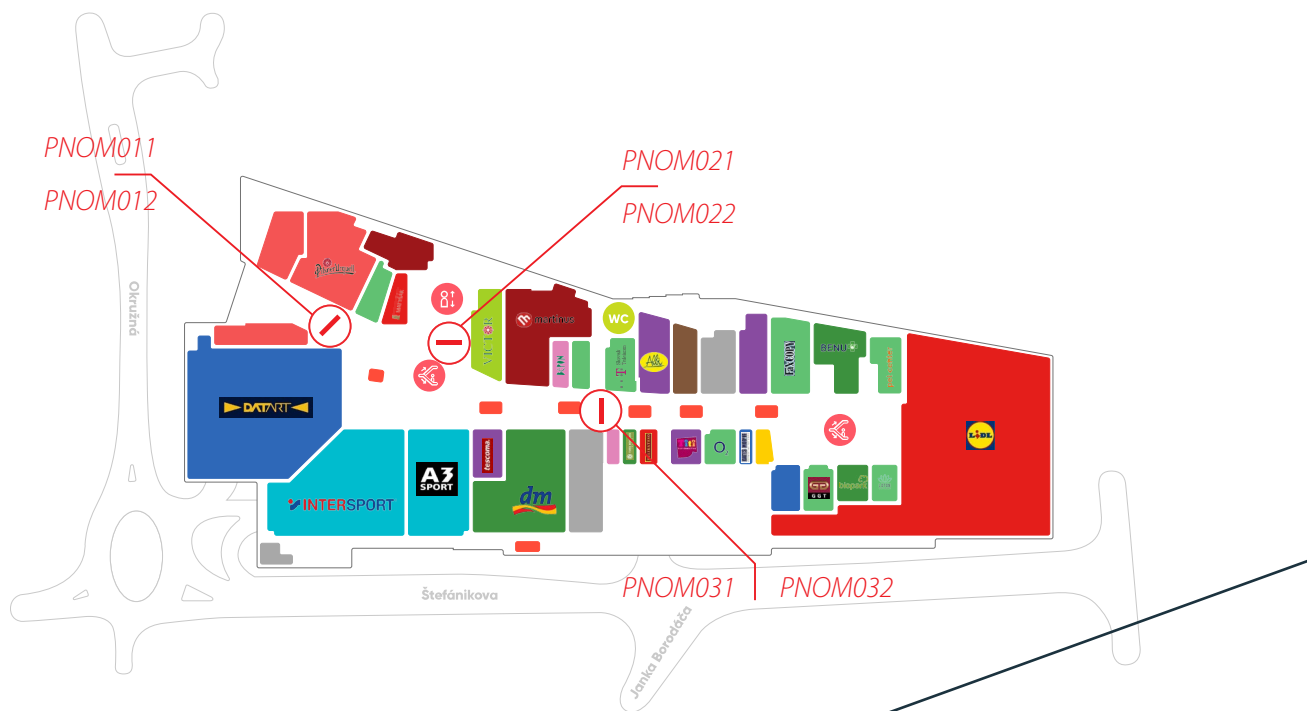 PNOM011
PNOM012
PNOM021
PNOM022
Okružná
VICTOR
martinus
WC
BENU
DATART
INTERSPORT
A3
SPORT
tescoma
dm
O2
LIDL
GGT
biopark
PNOM031
PNOM032
Štefánikova
Janka Borodáča